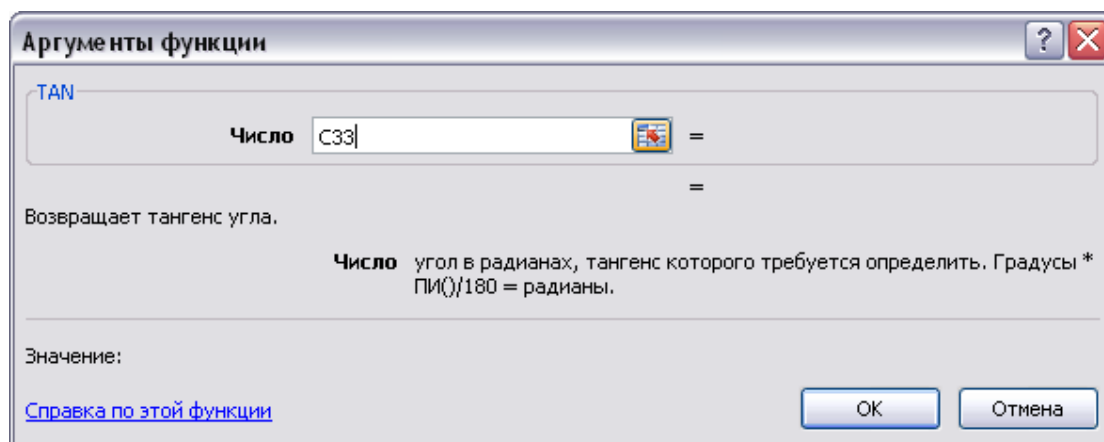 Аргументы функции
TAN
Число C33 =
=
Возвращает тангенс угла.
Число угол в радианах, тангенс которого требуется определить. Градусы *
ПИ()/180 = радианы.
Значение:
Справка по этой функции
ОК
Отмена